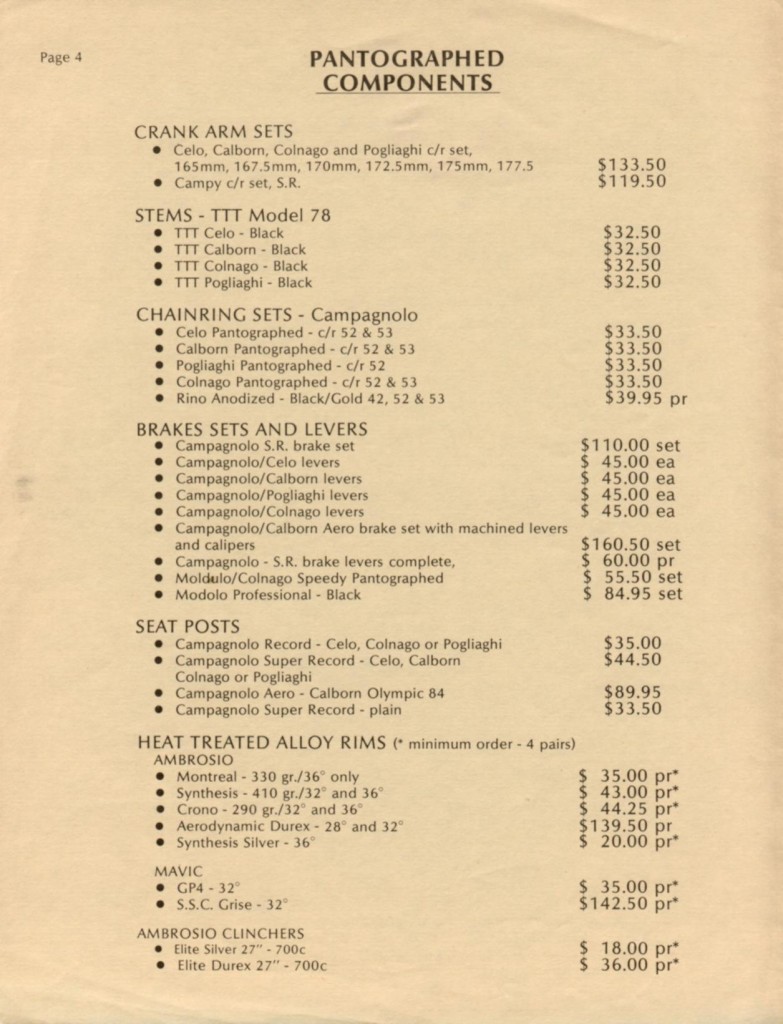 Page 4
PANTOGRAPHED
COMPONENTS
CRANK ARM SETS
• Celo, Calborn, Colnago and Pogliaghi c/r set,
165mm, 167.5mm, 170mm, 172.5mm, 175mm, 177.5 $133.50
• Campy c/r set, S.R. $119.50
STEMS - TTT Model 78
• TTT Celo - Black $32.50
• TTT Calborn - Black $32.50
• TTT Colnago - Black $32.50
• TTT Pogliaghi - Black $32.50
CHAINRING SETS - Campagnolo
• Celo Pantographed - c/r 52 & 53 $33.50
• Calborn Pantographed - c/r 52 & 53 $33.50
• Pogliaghi Pantographed - c/r 52 $33.50
• Colnago Pantographed - c/r 52 & 53 $33.50
• Rino Anodized - Black/Gold 42, 52 & 53 $39.95 pr
BRAKES SETS AND LEVERS
• Campagnolo S.R. brake set $110.00 set
• Campagnolo/Celo levers $ 45.00 ea
• Campagnolo/Calborn levers $ 45.00 ea
• Campagnolo/Pogliaghi levers $ 45.00 ea
• Campagnolo/Colnago levers $ 45.00 ea
• Campagnolo/Calborn Aero brake set with machined levers
and calipers $160.50 set
• Campagnolo - S.R. brake levers complete, $ 60.00 pr
• Moldulo/Colnago Speedy Pantographed $ 55.50 set
• Modolo Professional - Black $ 84.95 set
SEAT POSTS
• Campagnolo Record - Celo, Colnago or Pogliaghi $35.00
• Campagnolo Super Record - Celo, Calborn $44.50
Colnago or Pogliaghi
• Campagnolo Aero - Calborn Olympic 84 $89.95
• Campagnolo Super Record - plain $33.50
HEAT TREATED ALLOY RIMS (* minimum order - 4 pairs)
AMBROSIO
• Montreal - 330 gr./36° only $ 35.00 pr*
• Synthesis - 410 gr./32° and 36° $ 43.00 pr*
• Crono - 290 gr./32° and 36° $ 44.25 pr*
• Aerodynamic Durex - 28° and 32° $139.50 pr
• Synthesis Silver - 36° $ 20.00 pr*
MAVIC
• GP4 - 32° $ 35.00 pr*
• S.S.C. Grise - 32° $142.50 pr*
AMBROSIO CLINCHERS
• Elite Silver 27" - 700c $ 18.00 pr*
• Elite Durex 27" - 700c $ 36.00 pr*